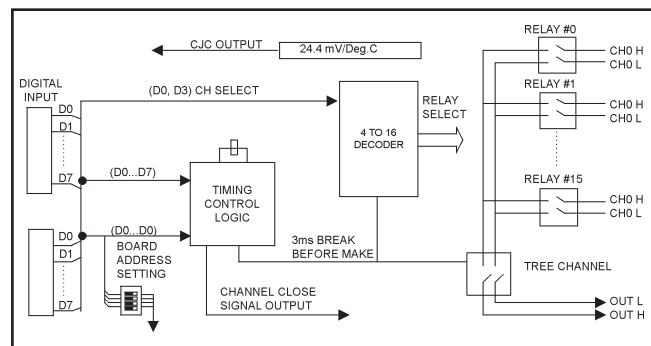 CJC OUTPUT
24.4 mV/Deg.C
RELAY #0
CH0 H
CH0 L
DIGITAL
INPUT
D0
D1
D7
(D0, D3) CH SELECT
4 TO 16
DECODER
RELAY
SELECT
RELAY #1
CH0 H
CH0 L
(D0...D7)
TIMING
CONTROL
LOGIC
RELAY #15
CH0 H
CH0 L
D0
D1
D7
(D0...D0)
BOARD
ADDRESS
SETTING
3ms BREAK
BEFORE MAKE
TREE CHANNEL
CHANNEL CLOSE
SIGNAL OUTPUT
OUT L
OUT H